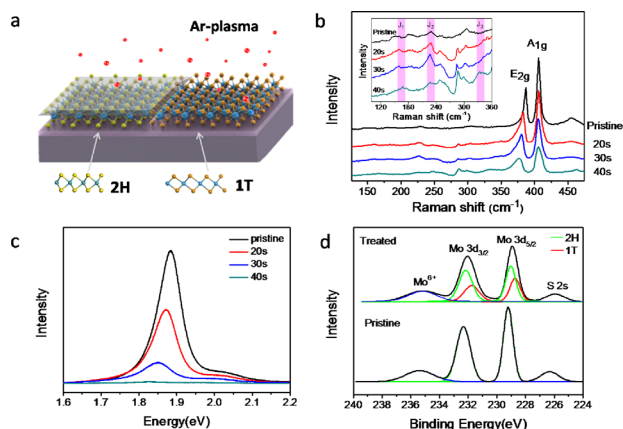 a
Ar-plasma
2H
1T
b
Intensity
Raman shift (cm-1)
E2g
A1g
Pristine
20s
30s
40s
150 200 250 300 350 400 450
Intensity
Raman shift (cm-1)
J1
J2
J3
Pristine
20s
30s
40s
120 180 240 300 360
c
Intensity
Energy(eV)
pristine
20s
30s
40s
1.6 1.7 1.8 1.9 2.0 2.1 2.2
d
Intensity
Binding Energy(eV)
Treated
Mo6+
Mo 3d3/2
Mo 3d5/2
2H
1T
S 2s
Pristine
240 238 236 234 232 230 228 226 224